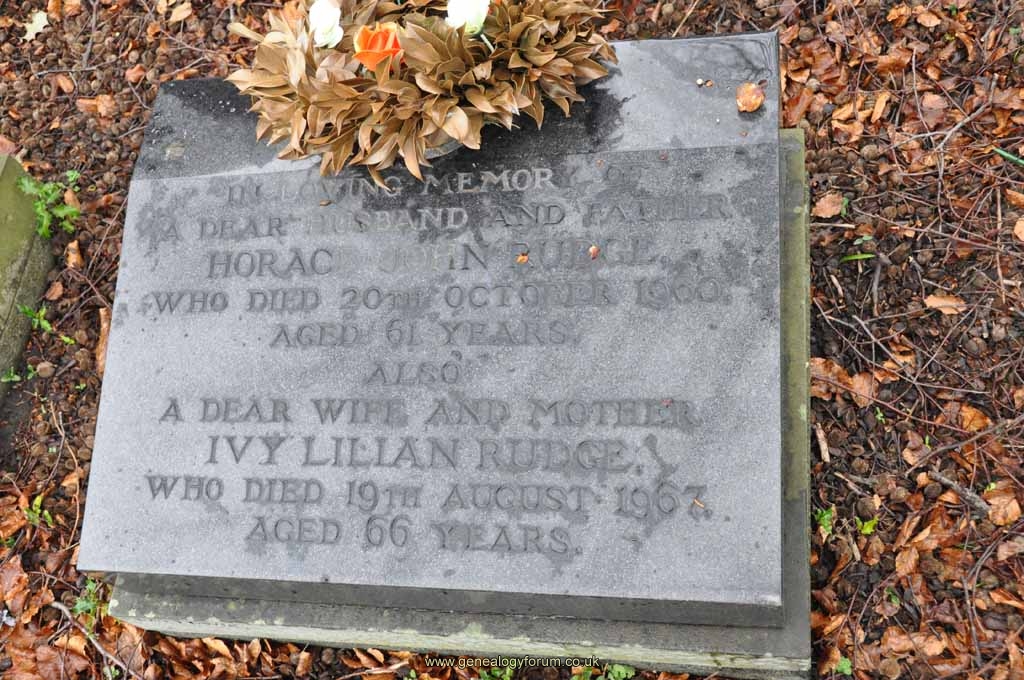 IN LOVING MEMORY OF
A DEAR HUSBAND AND FATHER
HORACE JOHN RUDGE.
WHO DIED 20TH OCTOBER 1960.
AGED 61 YEARS.
ALSO
A DEAR WIFE AND MOTHER
IVY LILIAN RUDGE.
WHO DIED 19TH AUGUST 1967.
AGED 66 YEARS.
www.genealogyforum.co.uk